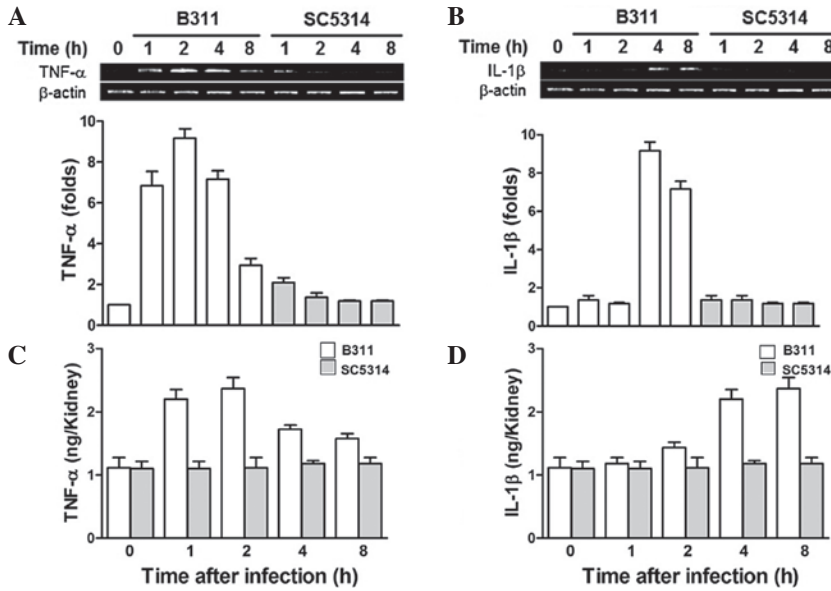 A
B311 SC5314
Time (h) 0 1 2 4 8 1 2 4 8
TNF-α
β-actin
TNF-α (folds)
10
8
6
4
2
0
B
B311 SC5314
Time (h) 0 1 2 4 8 1 2 4 8
IL-1β
β-actin
IL-1β (folds)
10
8
6
4
2
0
C
B311
SC5314
TNF-α (ng/Kidney)
3
2
1
0
0 1 2 4 8
Time after infection (h)
D
B311
SC5314
IL-1β (ng/Kidney)
3
2
1
0
0 1 2 4 8
Time after infection (h)